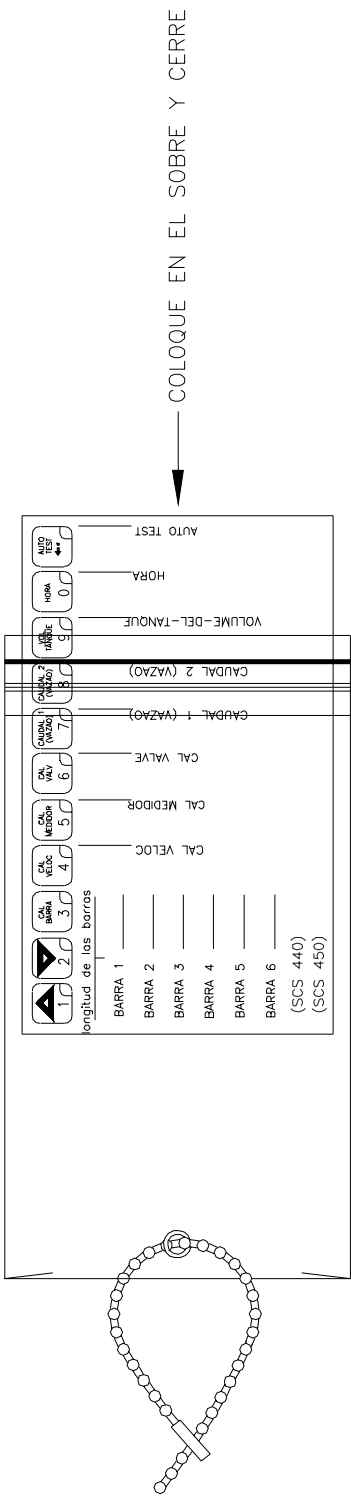 COLOQUE EN EL SOBRE Y CERRE
1
2
CAL BARRA
3
CAL VELOC
4
CAL MEDIDOR
5
CAL VALV
6
CAUDAL 1 (VAZAO)
7
CAUDAL 2 (VAZAO)
8
VOL TANQUE
9
HORA
0
AUTO TEST
longitud de las barras
BARRA 1
BARRA 2
BARRA 3
BARRA 4
BARRA 5
BARRA 6
(SCS 440)
(SCS 450)
CAL VELOC
CAL MEDIDOR
CAL VALVE
CAUDAL 1 (VAZAO)
CAUDAL 2 (VAZAO)
VOLUME-DEL-TANQUE
HORA
AUTO TEST